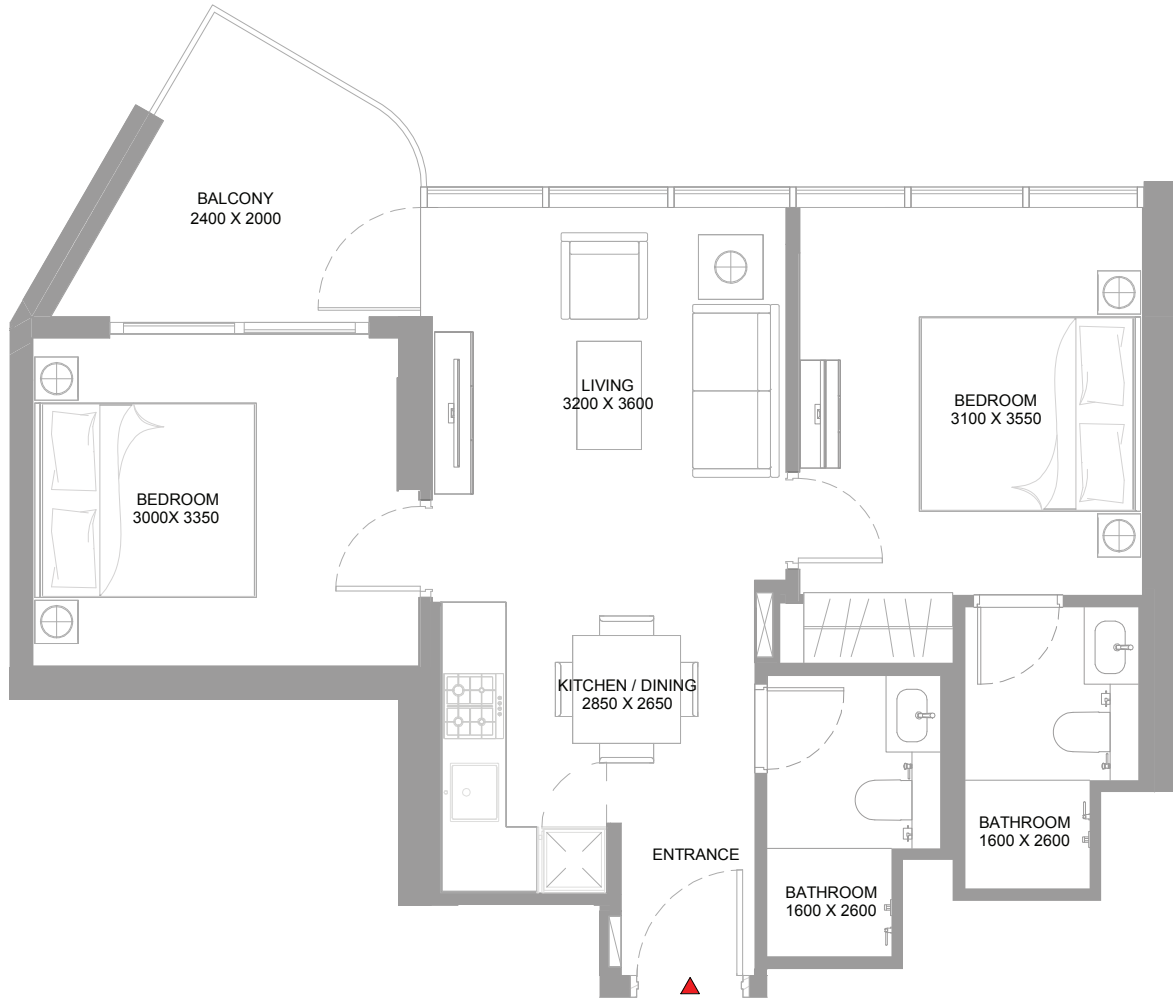 BALCONY
2400 X 2000
LIVING
3200 X 3600
BEDROOM
3100 X 3550
BEDROOM
3000X 3350
KITCHEN / DINING
2850 X 2650
BATHROOM
1600 X 2600
ENTRANCE
BATHROOM
1600 X 2600